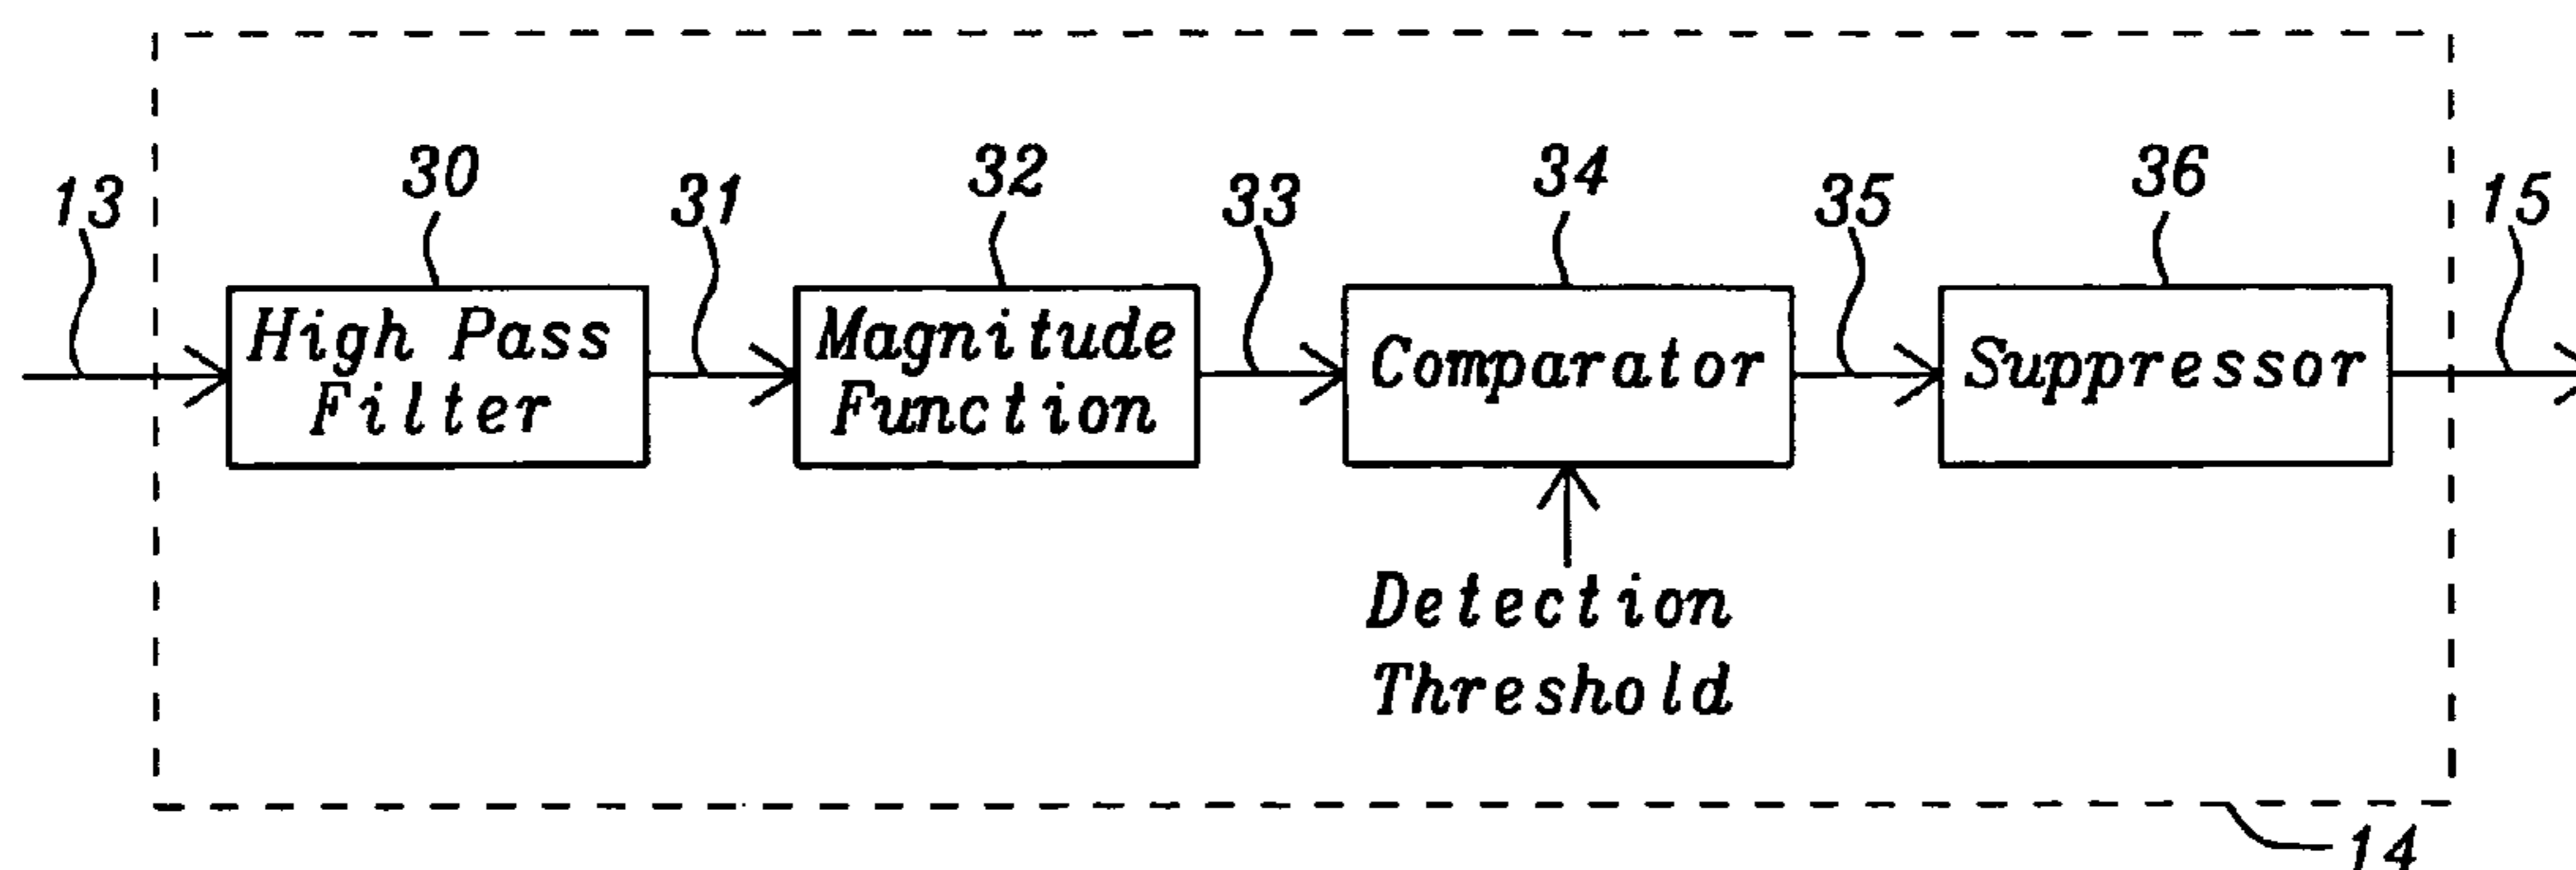 30
32
34
36
13
31
33
35
15
High Pass
Filter
Magnitude
Function
Comparator
Suppressor
Detection
Threshold
14